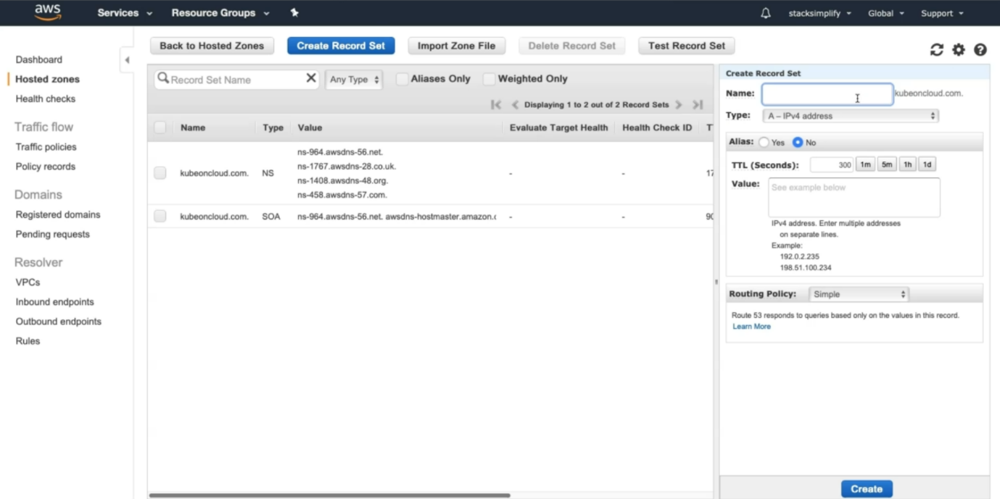 aws Services Resource Groups stacksimplify Global Support
Dashboard
Hosted zones
Health checks
Traffic flow
Traffic policies
Policy records
Domains
Registered domains
Pending requests
Resolver
VPCs
Inbound endpoints
Outbound endpoints
Rules
Back to Hosted Zones Create Record Set Import Zone File Delete Record Set Test Record Set
Record Set Name Any Type Aliases Only Weighted Only
Displaying 1 to 2 out of 2 Record Sets
Name Type Value Evaluate Target Health Health Check ID
kubeoncloud.com. NS
ns-964.awsdns-56.net.
ns-1767.awsdns-28.co.uk.
ns-1408.awsdns-48.org.
ns-458.awsdns-57.com.
- - 17
kubeoncloud.com. SOA ns-964.awsdns-56.net. awsdns-hostmaster.amazon.c - - 90
Create Record Set
Name: kubeoncloud.com.
Type: A – IPv4 address
Alias: Yes No
TTL (Seconds): 300 1m 5m 1h 1d
Value: See example below
IPv4 address. Enter multiple addresses
on separate lines.
Example:
192.0.2.235
198.51.100.234
Routing Policy: Simple
Route 53 responds to queries based only on the values in this record.
Learn More
Create